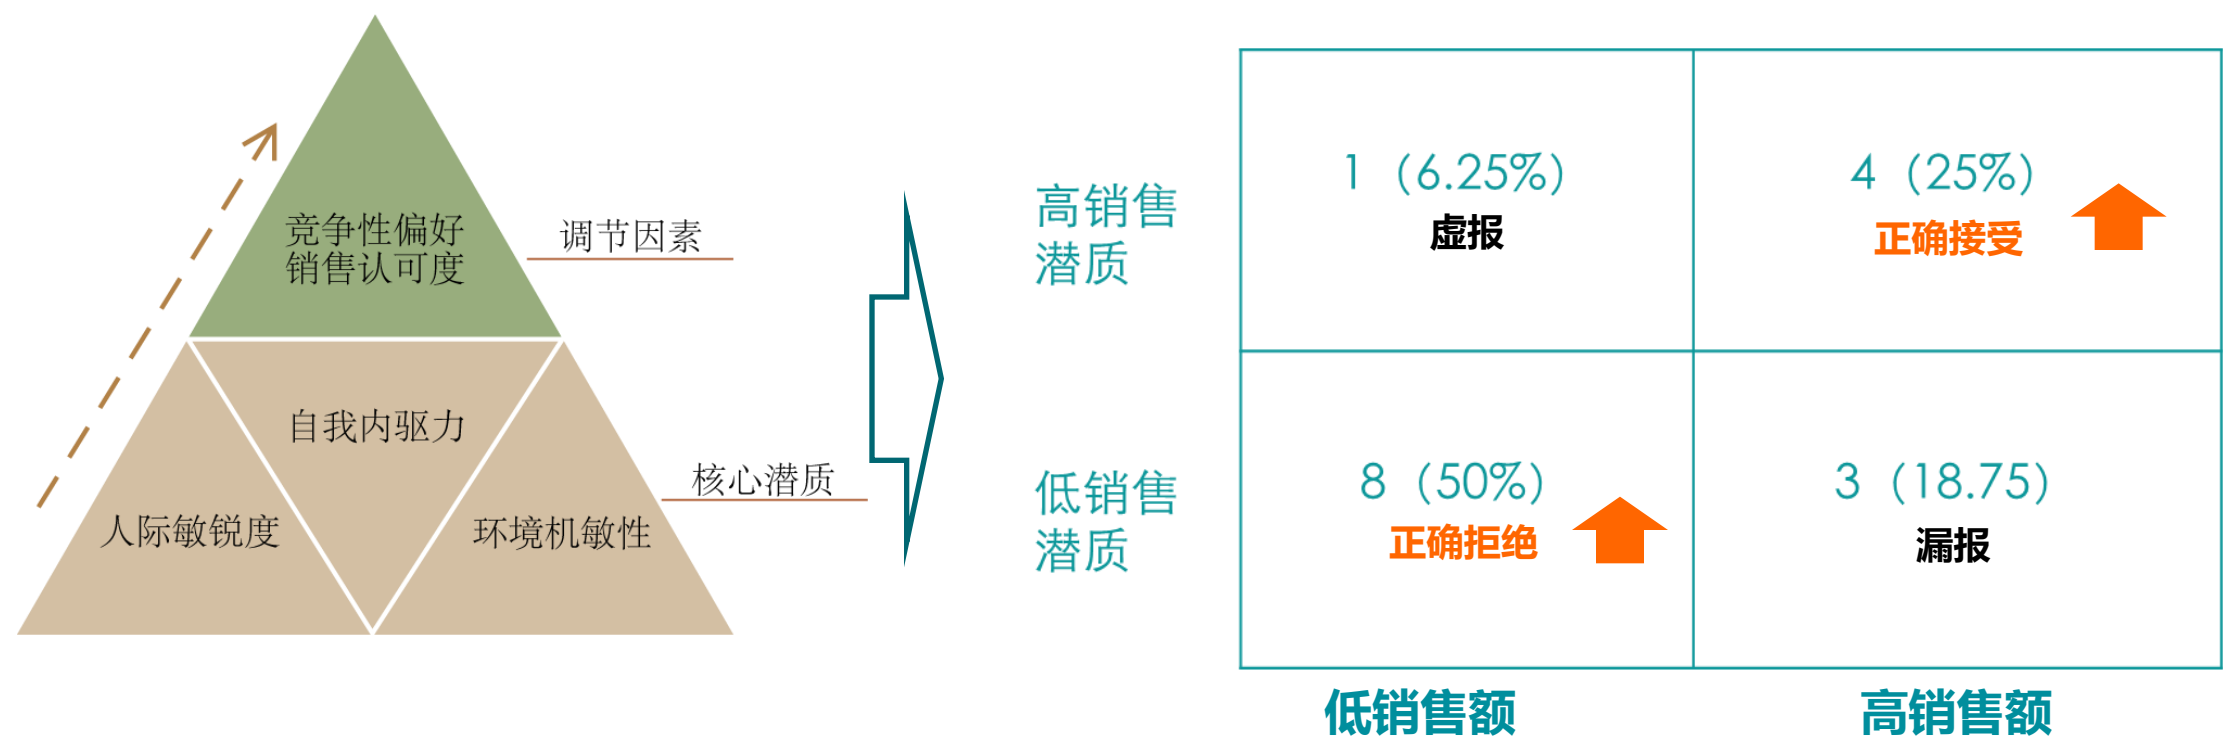 竞争性偏好
销售认可度
调节因素
自我内驱力
核心潜质
人际敏锐度
环境机敏性
高销售
潜质
1（6.25%）
虚报
4（25%）
正确接受
低销售
潜质
8（50%）
正确拒绝
3（18.75）
漏报
低销售额
高销售额